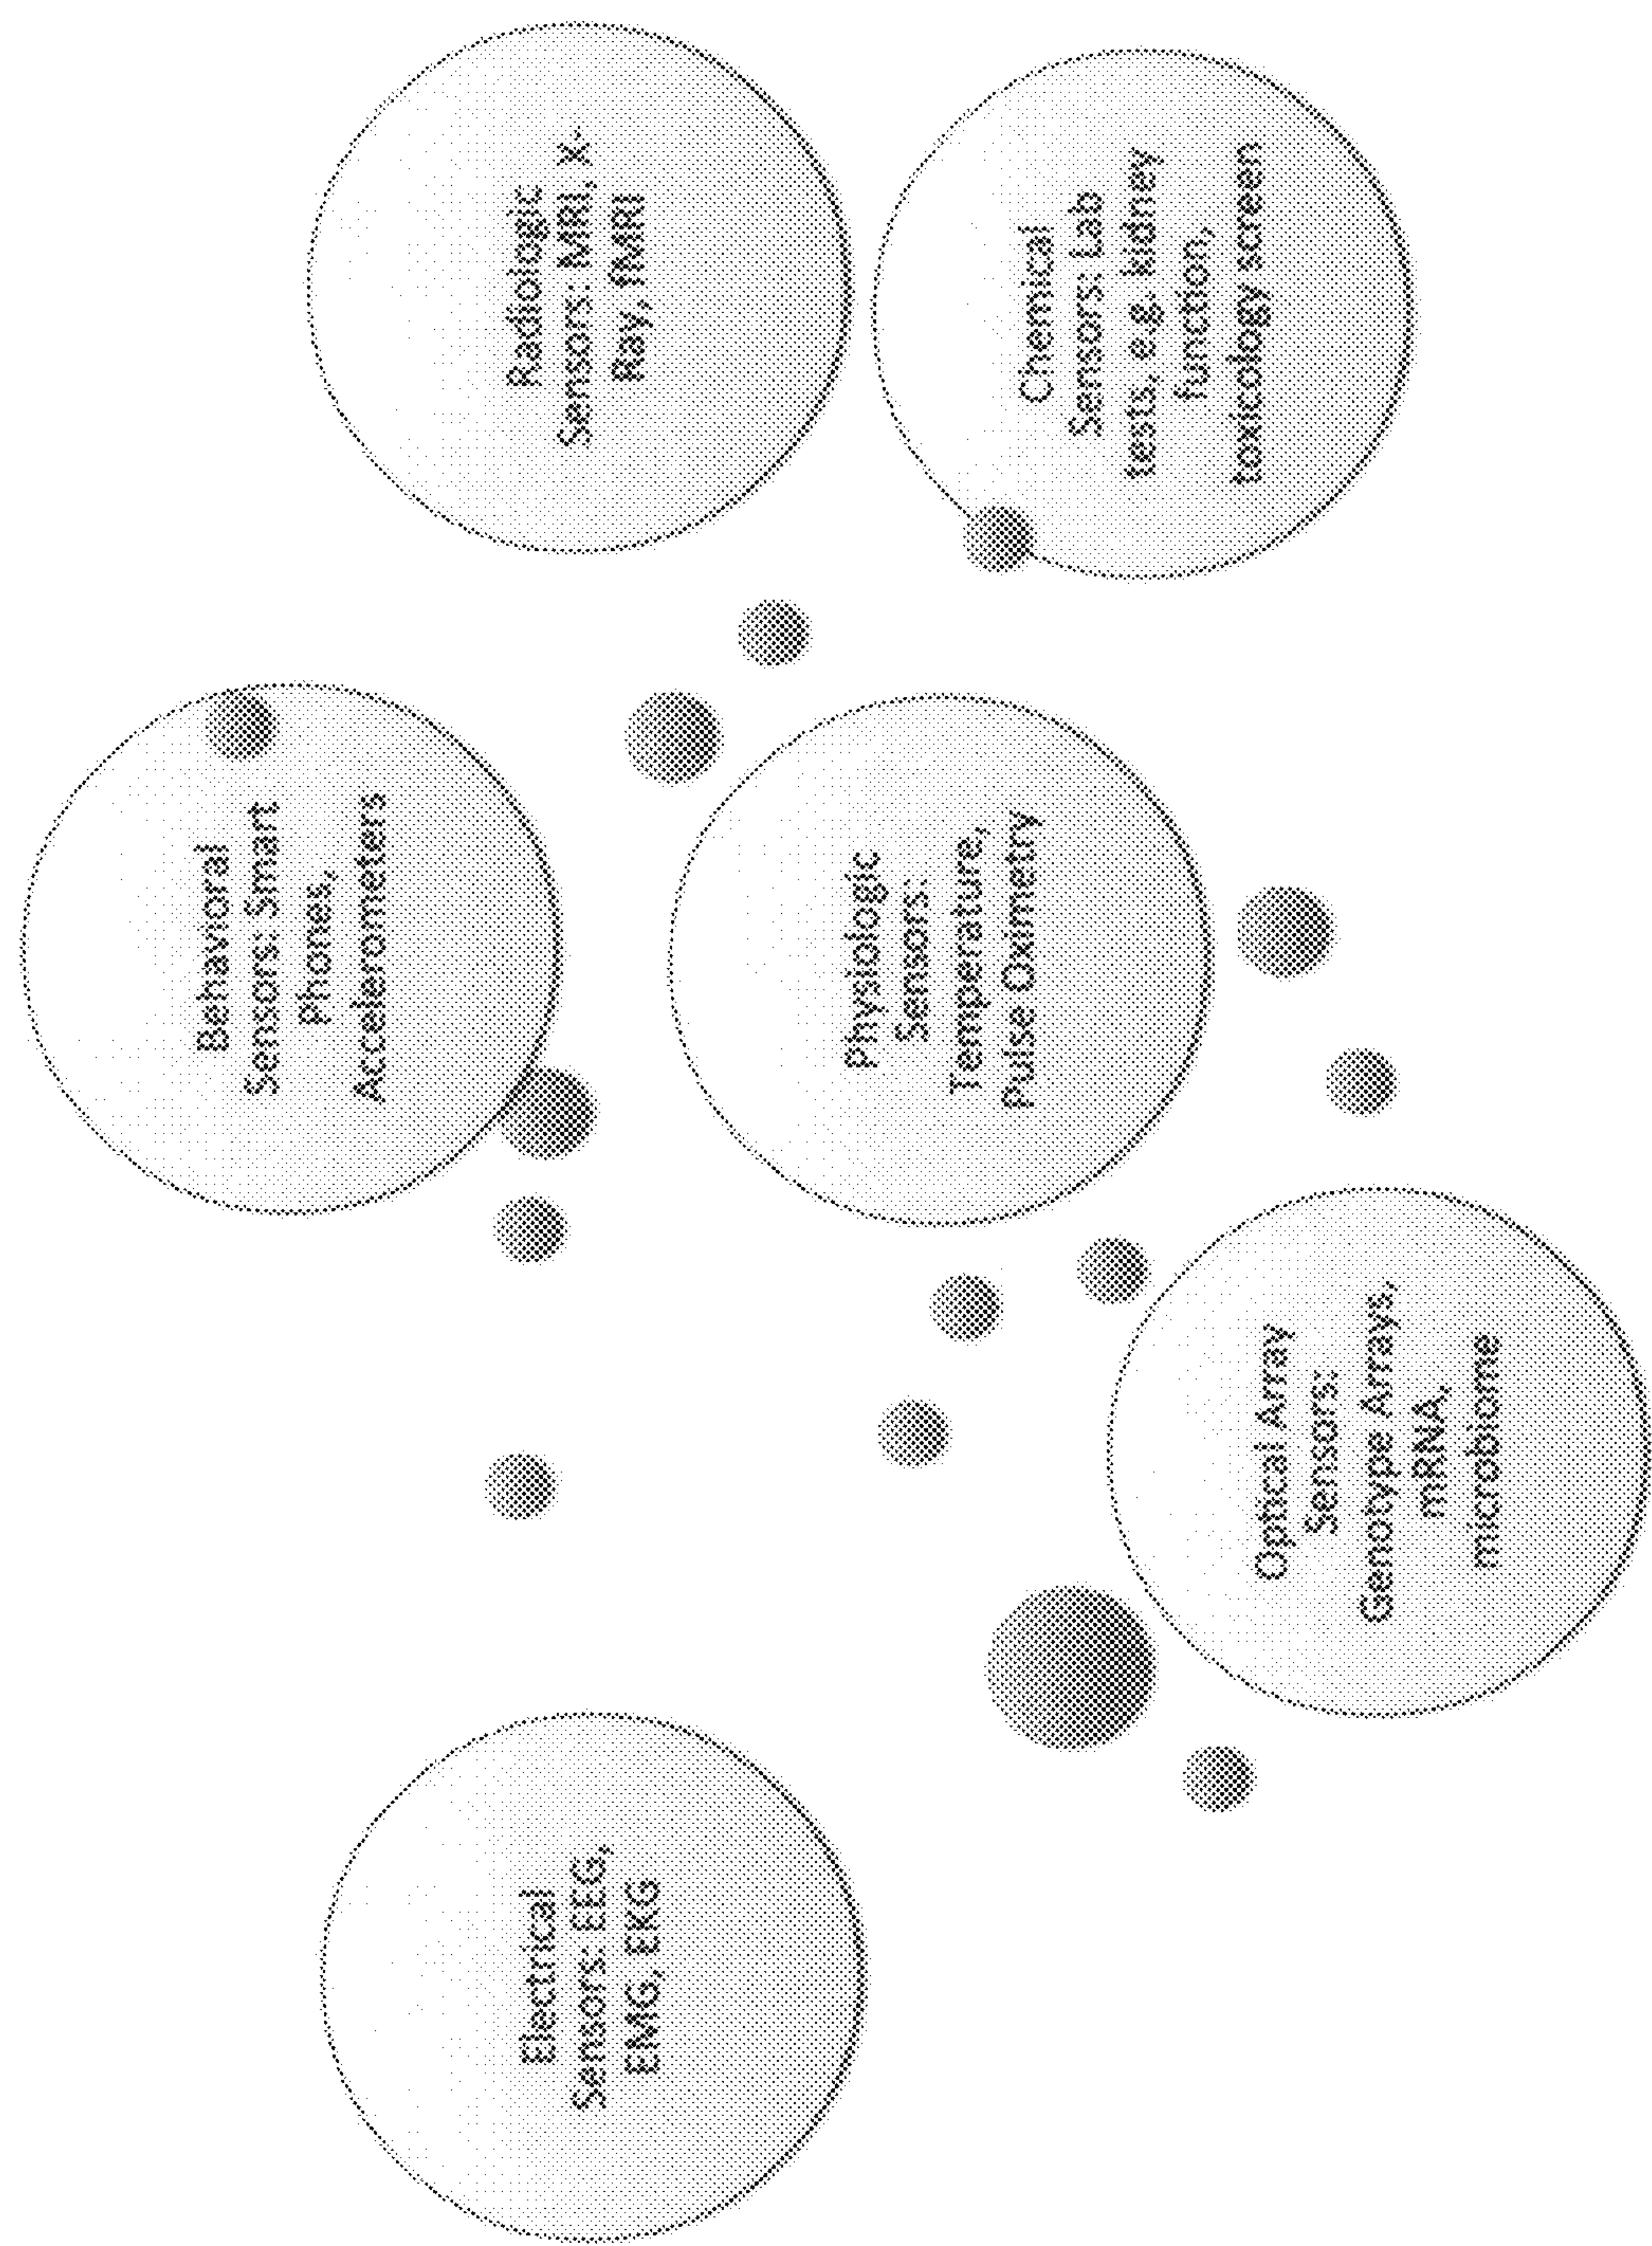 Behavioral
Sensors: Smart
Phones,
Accelerometers
Electrical
Sensors: EEG,
EMG, EKG
Radiologic
Sensors: MRI, X-
Ray, fMRI
Physiologic
Sensors:
Temperature,
Pulse Oximetry
Chemical
Sensors: Lab
tests, e.g. kidney
function,
toxicology screen
Optical Array
Sensors:
Genotype Arrays,
mRNA,
microbiome